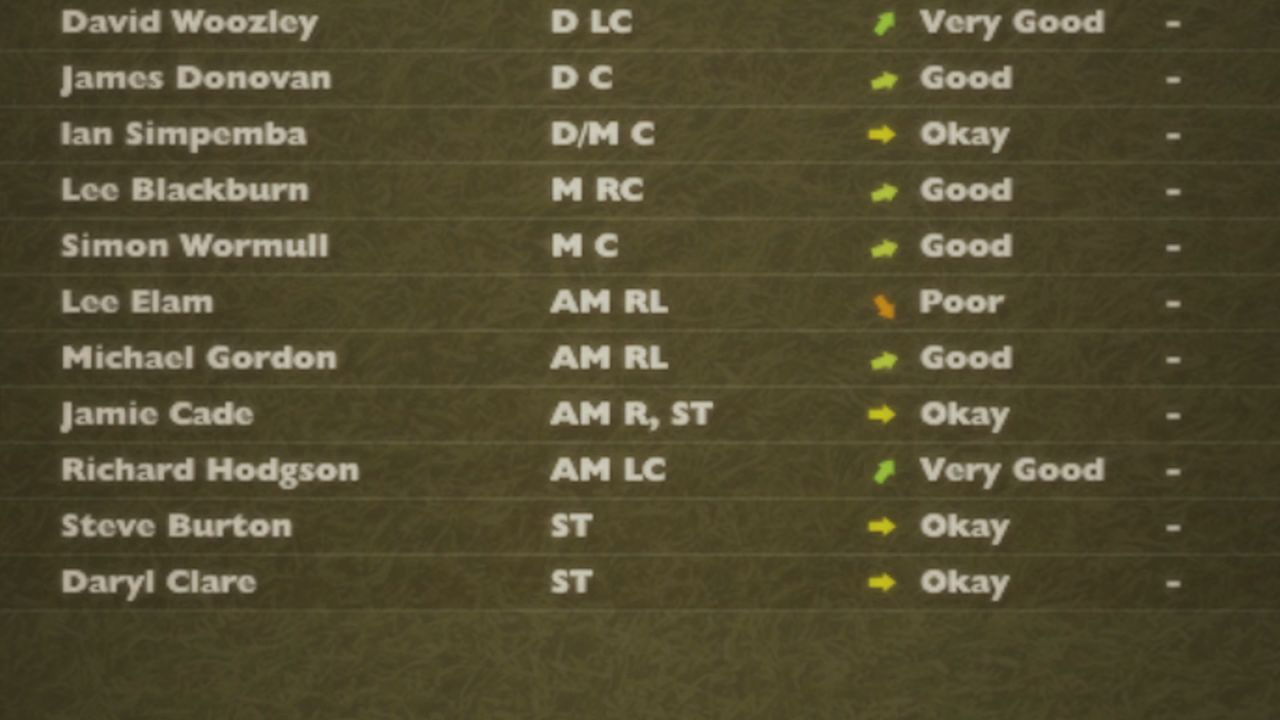 David Woozley D LC Very Good -
James Donovan D C Good -
Ian Simpemba D/M C Okay -
Lee Blackburn M RC Good -
Simon Wormull M C Good -
Lee Elam AM RL Poor -
Michael Gordon AM RL Good -
Jamie Cade AM R, ST Okay -
Richard Hodgson AM LC Very Good -
Steve Burton ST Okay -
Daryl Clare ST Okay -